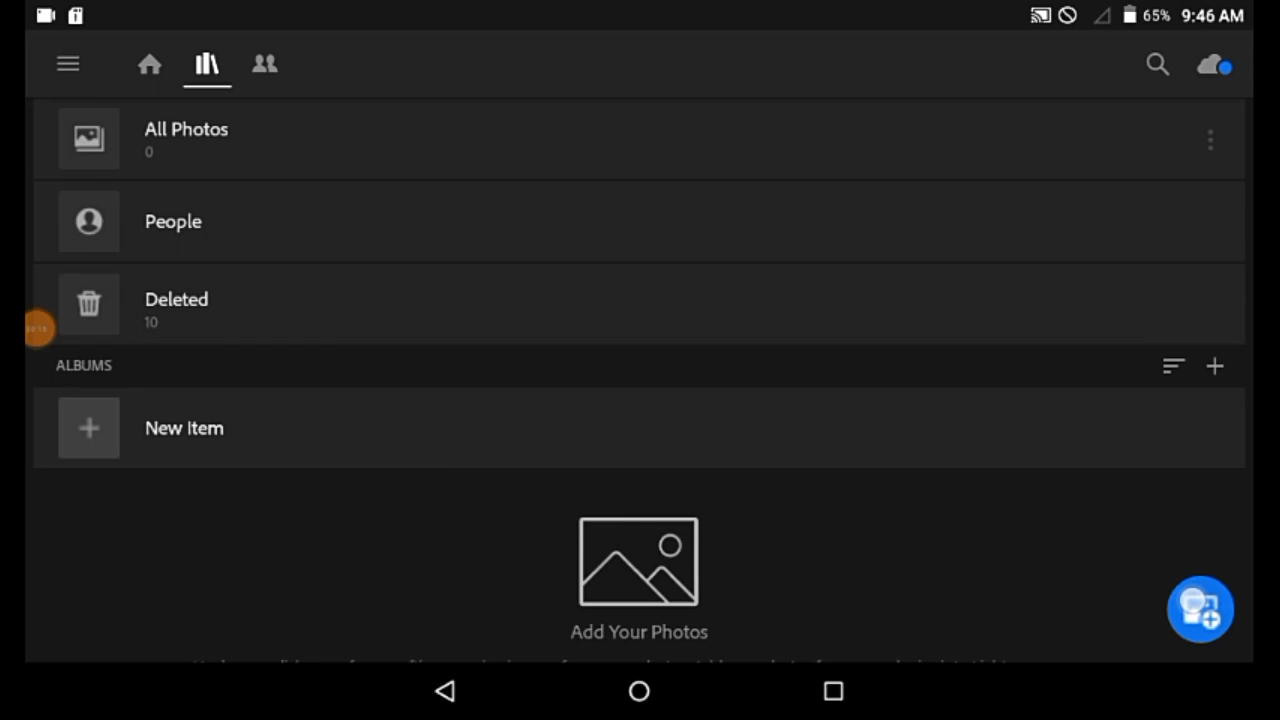 65% 9:46 AM
All Photos
0
People
Deleted
10
ALBUMS
New Item
Add Your Photos